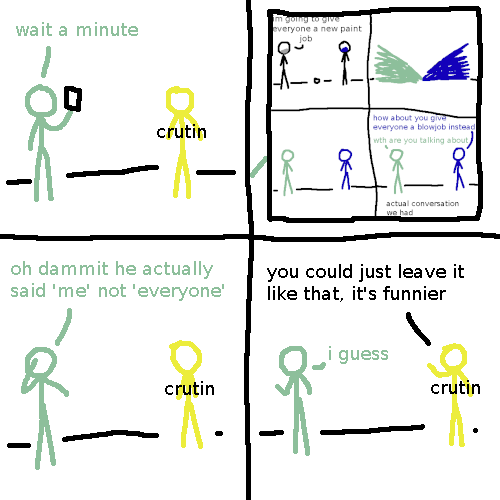 wait a minute
crutin
im going to give
everyone a new paint
job
how about you give
everyone a blowjob instead
wth are you talking about
actual conversation
we had
oh dammit he actually
said 'me' not 'everyone'
crutin
you could just leave it
like that, it's funnier
i guess
crutin